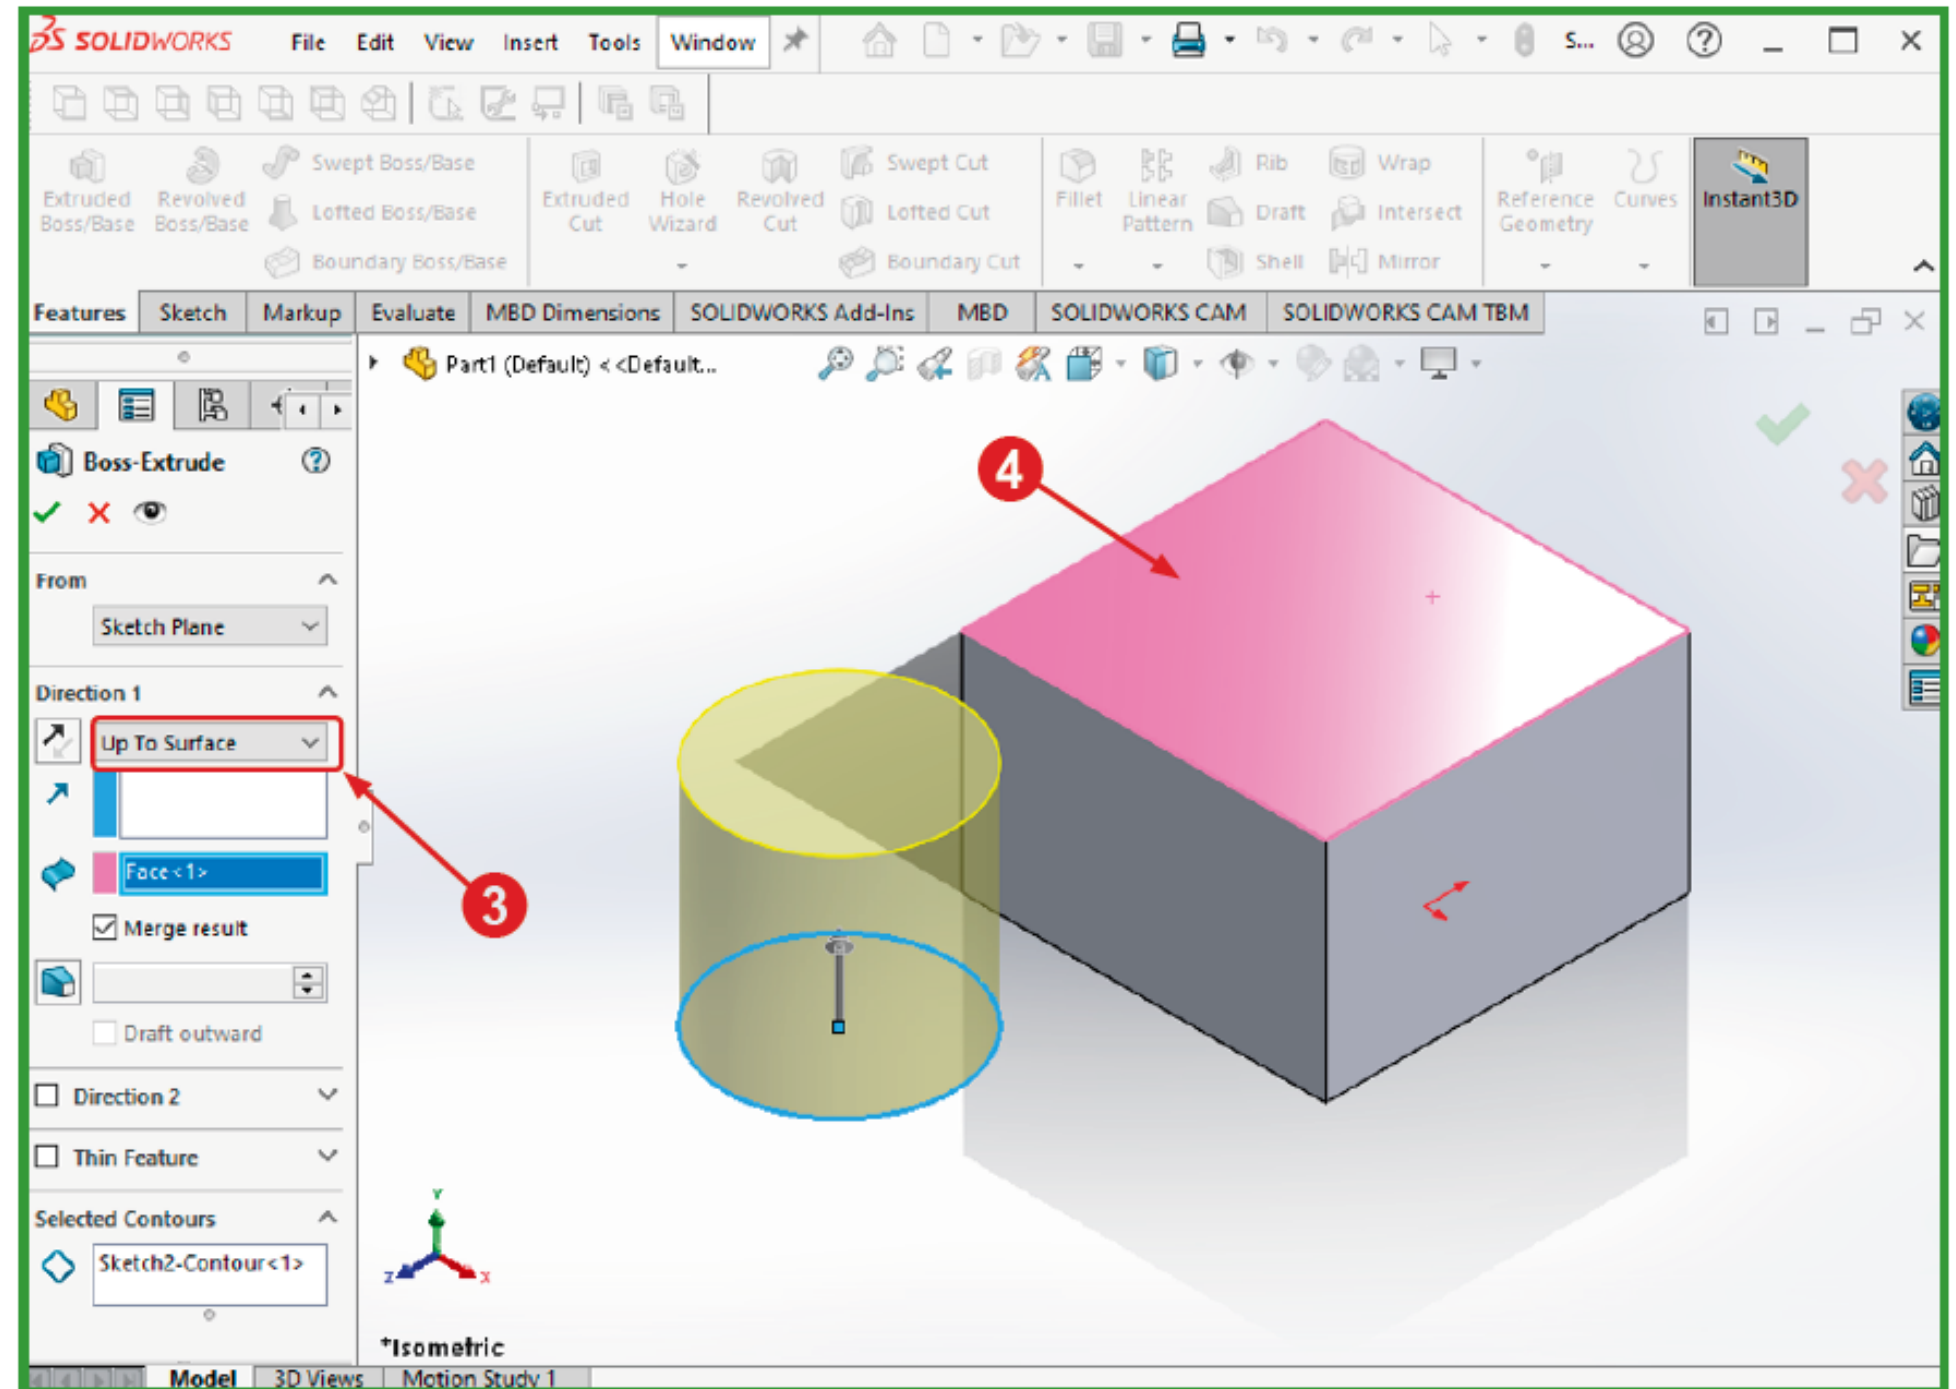 SOLIDWORKS File Edit View Insert Tools Window S...
Extruded Boss/Base
Revolved Boss/Base
Swept Boss/Base
Lofted Boss/Base
Boundary Boss/Base
Extruded Cut
Hole Wizard
Revolved Cut
Swept Cut
Lofted Cut
Boundary Cut
Fillet
Linear Pattern
Rib
Draft
Shell
Wrap
Intersect
Mirror
Reference Geometry
Curves
Instant3D
Features Sketch Markup Evaluate MBD Dimensions SOLIDWORKS Add-Ins MBD SOLIDWORKS CAM SOLIDWORKS CAM TBM
Part1 (Default) <<Default...
Boss-Extrude
From
Sketch Plane
Direction 1
Up To Surface
Face<1>
Merge result
Draft outward
Direction 2
Thin Feature
Selected Contours
Sketch2-Contour<1>
4
3
Y
Z
X
*Isometric
Model 3D Views Motion Study 1